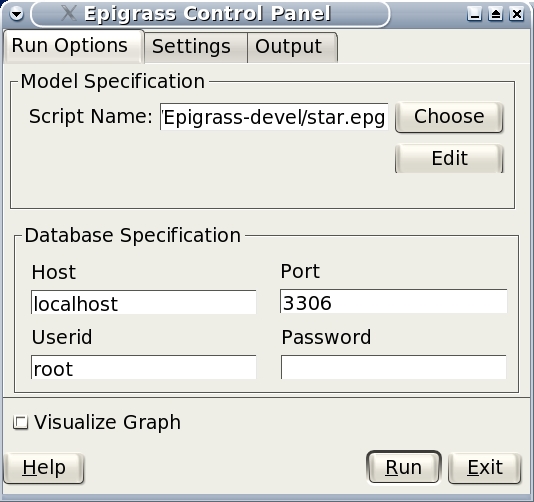 Epigrass Control Panel
Run Options Settings Output
Model Specification
Script Name: /Epigrass-devel/star.epg Choose
Edit
Database Specification
Host Port
localhost 3306
Userid Password
root
Visualize Graph
Help Run Exit